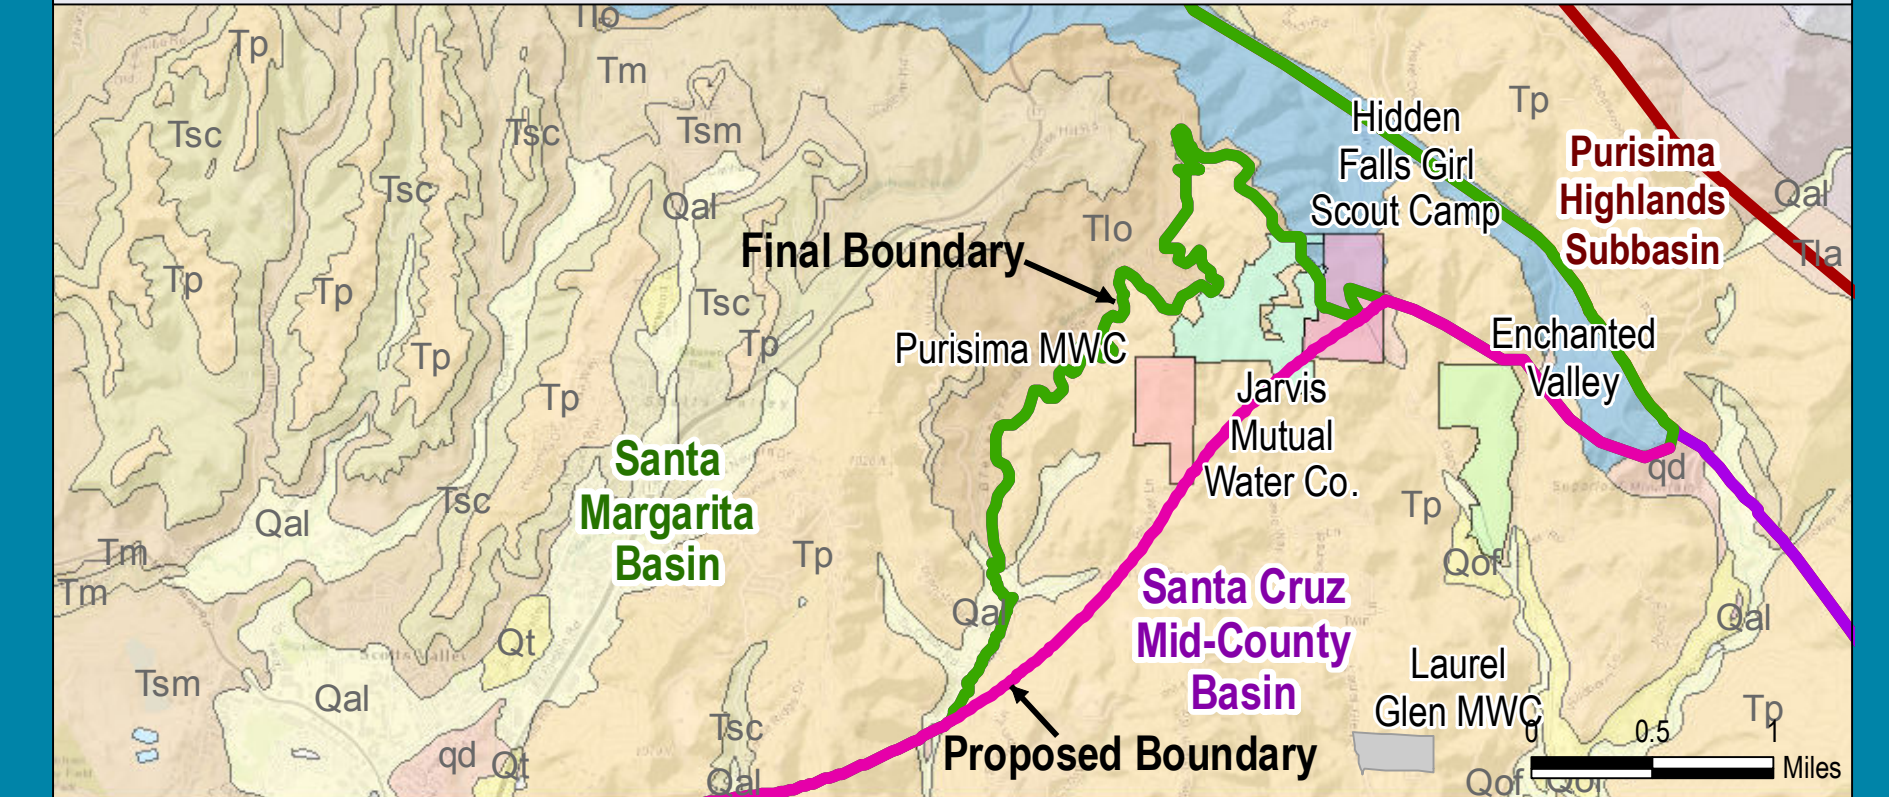 Tlo
Tp
Tm
Tsc
Tsc
Tsm
Tp
Hidden
Falls Girl
Scout Camp
Purisima
Highlands
Subbasin
Tsc
Qal
Qal
Tlo
Tla
Final Boundary
Tp
Tp
Tsc
Tp
Tp
Purisima MWC
Enchanted
Valley
Tp
Jarvis
Mutual
Water Co.
Santa
Margarita
Basin
qd
Tsc
Tp
Qal
Tm
Tm
Tp
Qof
Santa Cruz
Mid-County
Basin
Qal
Qal
Qt
Scotts Valley
Laurel
Glen MWC
Tsm
Qal
Tp
Tsc
0 0.5 1
Miles
Proposed Boundary
qd
Qt
Qal
Qof
Qof